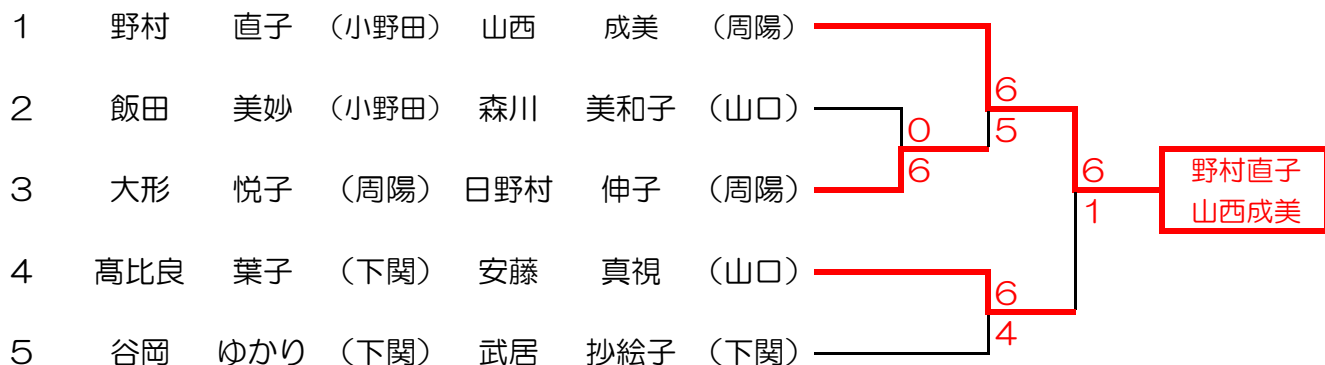 1 野村 直子 （小野田） 山西 成美 （周陽）
6
2 飯田 美妙 （小野田） 森川 美和子 （山口）
0 5
6 6 野村直子
3 大形 悦子 （周陽） 日野村 伸子 （周陽）
1 山西成美
4 髙比良 葉子 （下関） 安藤 真視 （山口）
6
4
5 谷岡 ゆかり （下関） 武居 抄絵子 （下関）